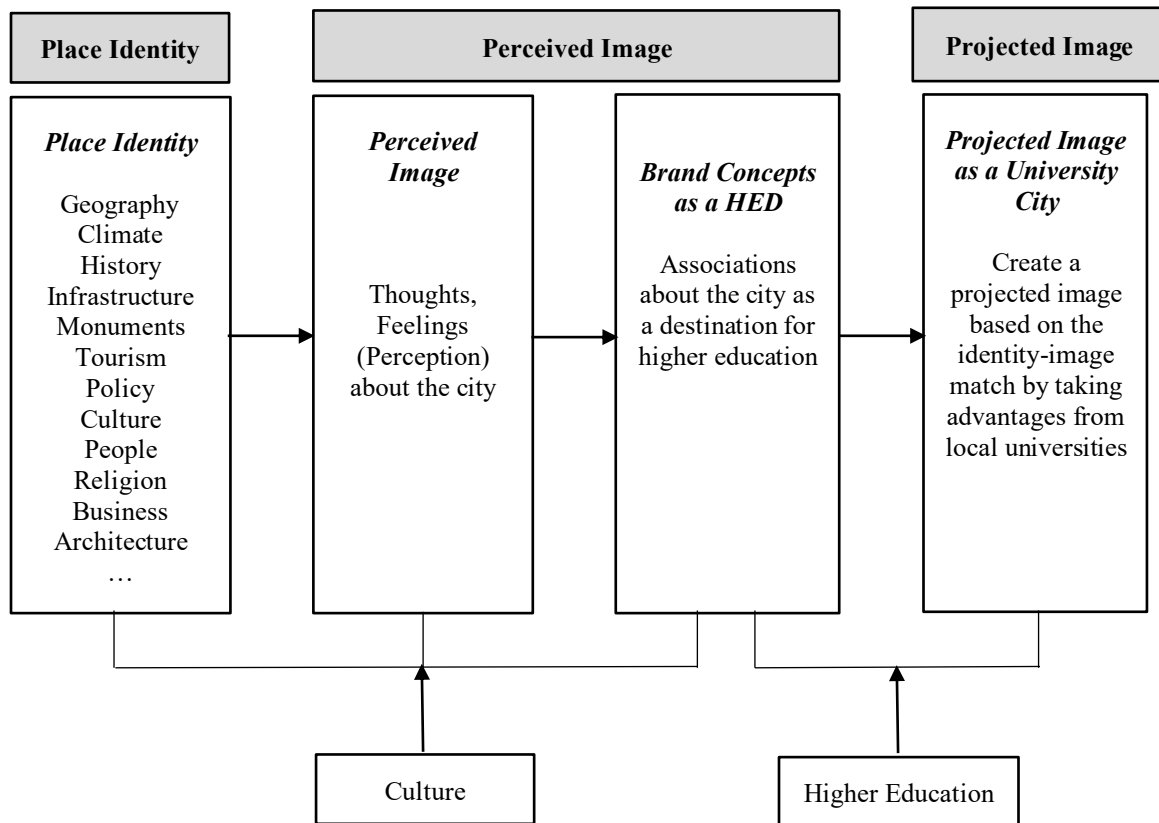 Place Identity
Perceived Image
Projected Image
Place Identity
Geography
Climate
History
Infrastructure
Monuments
Tourism
Policy
Culture
People
Religion
Business
Architecture
…
Perceived
Image
Thoughts,
Feelings
(Perception)
about the city
Brand Concepts
as a HED
Associations
about the city as
a destination for
higher education
Projected Image
as a University
City
Create a
projected image
based on the
identity-image
match by taking
advantages from
local universities
Culture
Higher Education